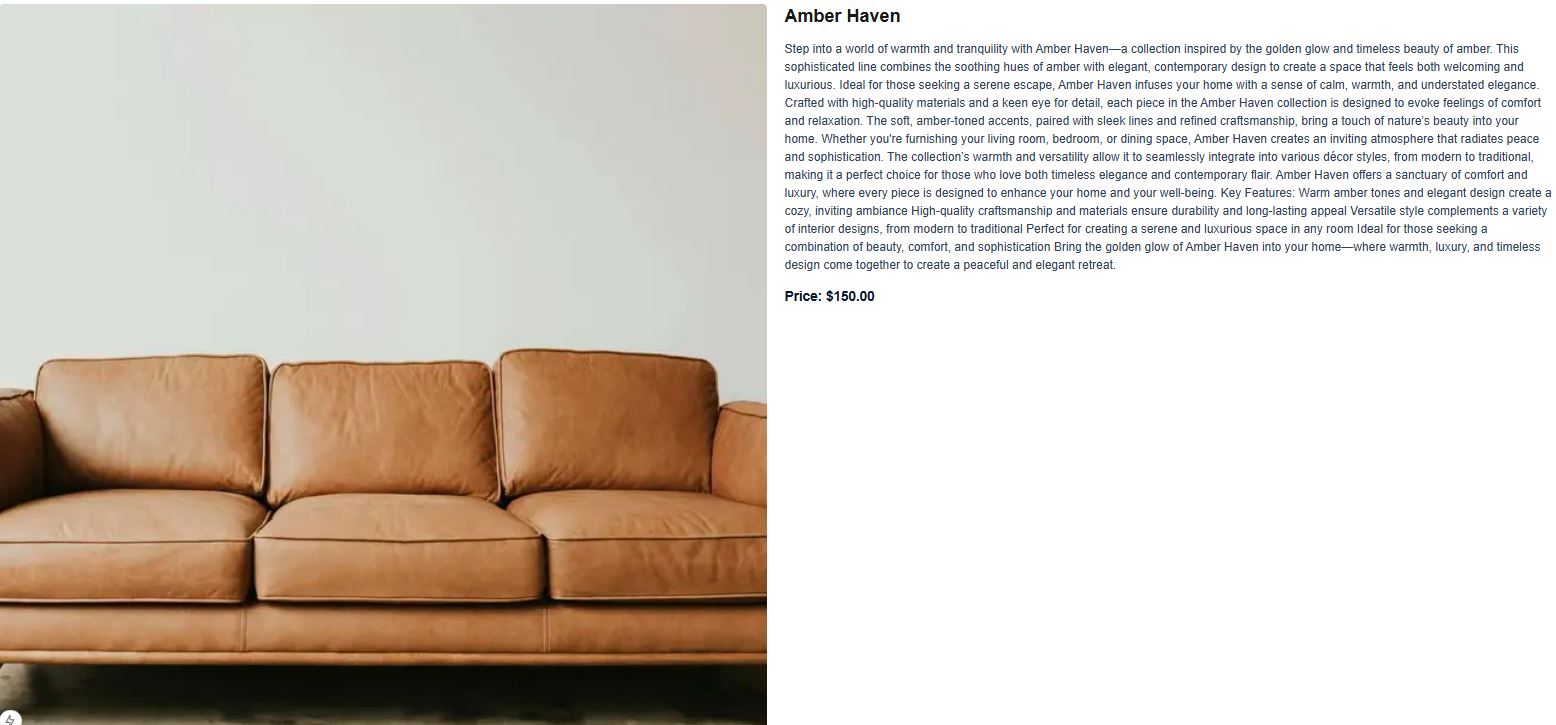 Amber Haven
Step into a world of warmth and tranquility with Amber Haven—a collection inspired by the golden glow and timeless beauty of amber. This
sophisticated line combines the soothing hues of amber with elegant, contemporary design to create a space that feels both welcoming and
luxurious. Ideal for those seeking a serene escape, Amber Haven infuses your home with a sense of calm, warmth, and understated elegance.
Crafted with high-quality materials and a keen eye for detail, each piece in the Amber Haven collection is designed to evoke feelings of comfort
and relaxation. The soft, amber-toned accents, paired with sleek lines and refined craftsmanship, bring a touch of nature's beauty into your
home. Whether you're furnishing your living room, bedroom, or dining space, Amber Haven creates an inviting atmosphere that radiates peace
and sophistication. The collection's warmth and versatility allow it to seamlessly integrate into various décor styles, from modern to traditional,
making it a perfect choice for those who love both timeless elegance and contemporary flair. Amber Haven offers a sanctuary of comfort and
luxury, where every piece is designed to enhance your home and your well-being. Key Features: Warm amber tones and elegant design create a
cozy, inviting ambiance High-quality craftsmanship and materials ensure durability and long-lasting appeal Versatile style complements a variety
of interior designs, from modern to traditional Perfect for creating a serene and luxurious space in any room Ideal for those seeking a
combination of beauty, comfort, and sophistication Bring the golden glow of Amber Haven into your home—where warmth, luxury, and timeless
design come together to create a peaceful and elegant retreat.
Price: $150.00